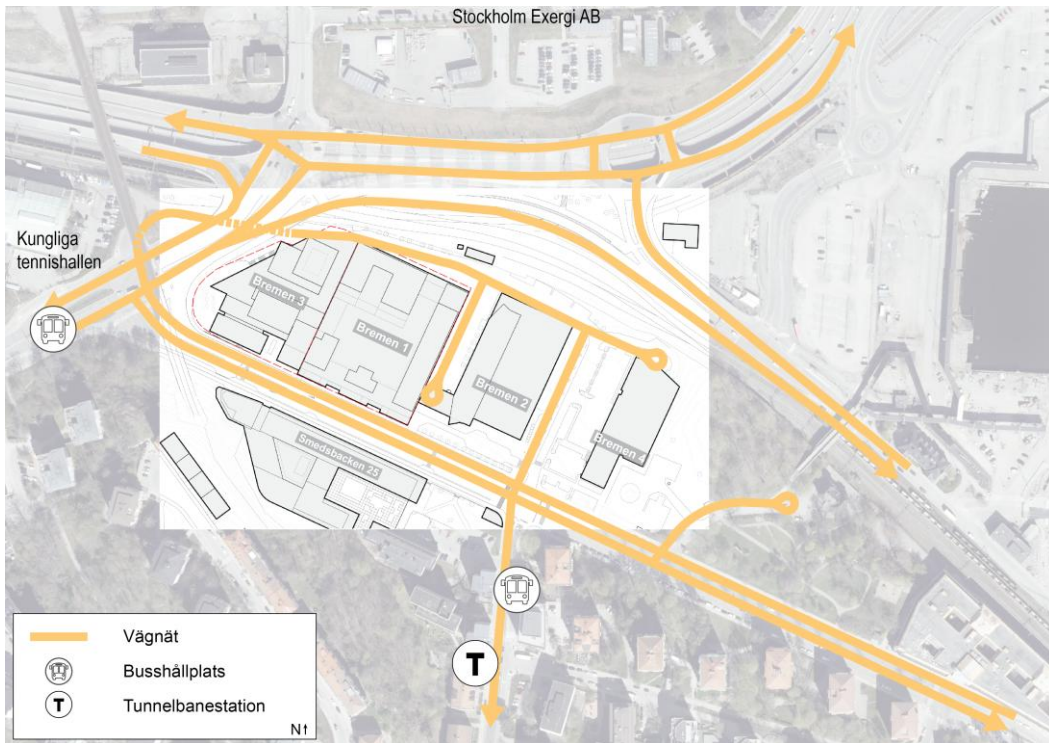 Stockholm Exergi AB
Kungliga
tennishallen
Bremen 3
Bremen 1
Bremen 2
Bremen 4
Smedsbacken 25
T
Vägnät
Busshållplats
T
Tunnelbanestation
N↑